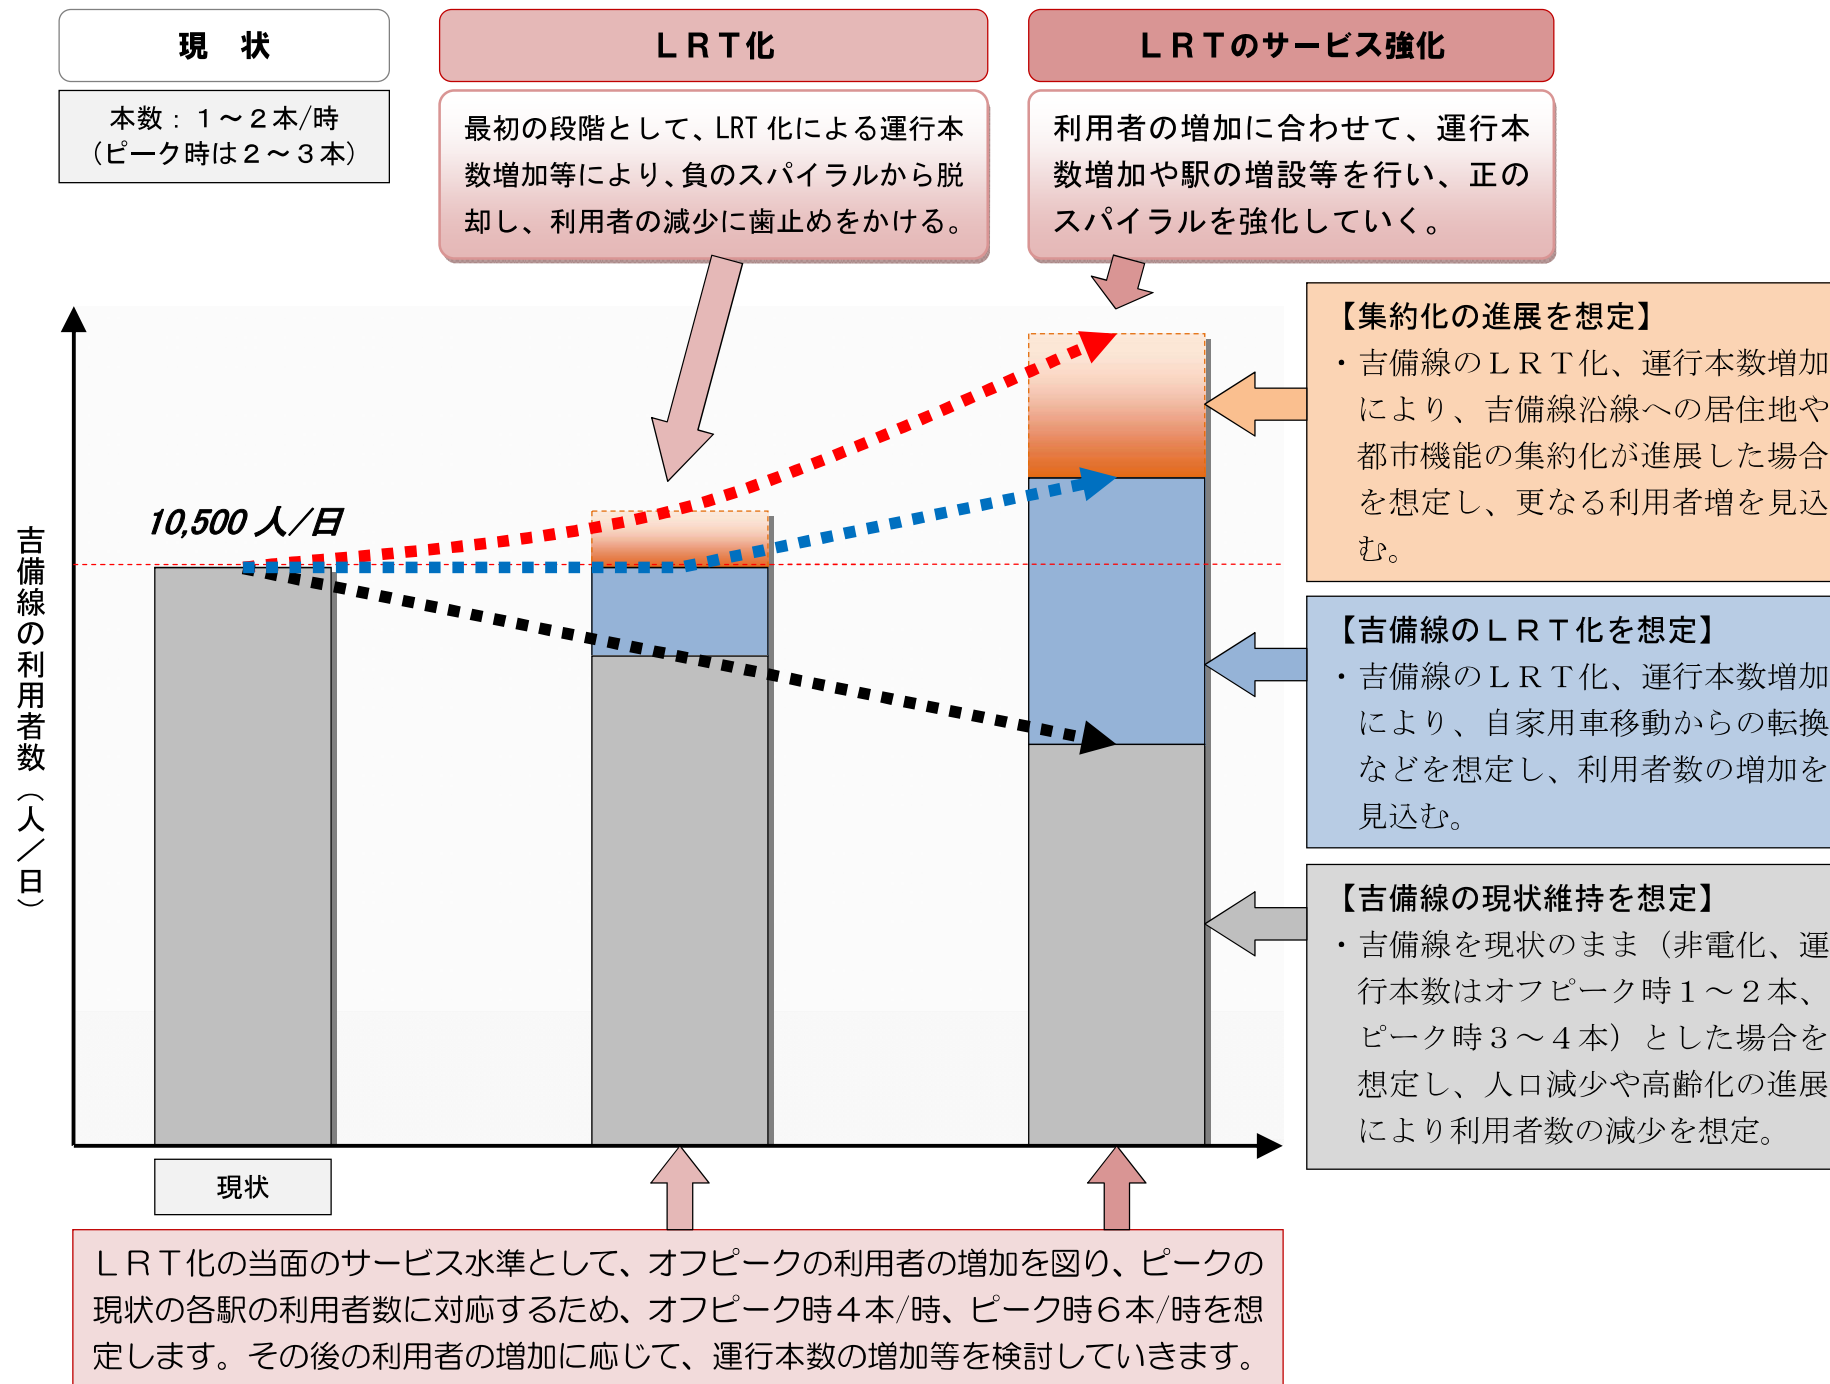 現　状
本数：１～２本/時
（ピーク時は２～３本）
ＬＲＴ化
最初の段階として、LRT 化による運行本
数増加等により、負のスパイラルから脱
却し、利用者の減少に歯止めをかける。
ＬＲＴのサービス強化
利用者の増加に合わせて、運行本
数増加や駅の増設等を行い、正の
スパイラルを強化していく。
吉備線の利用者数（人／日）
10,500 人/日
【集約化の進展を想定】
・吉備線のＬＲＴ化、運行本数増加
により、吉備線沿線への居住地や
都市機能の集約化が進展した場合
を想定し、更なる利用者増を見込
む。
【吉備線のＬＲＴ化を想定】
・吉備線のＬＲＴ化、運行本数増加
により、自家用車移動からの転換
などを想定し、利用者数の増加を
見込む。
【吉備線の現状維持を想定】
・吉備線を現状のまま（非電化、運
行本数はオフピーク時１～２本、
ピーク時３～４本）とした場合を
想定し、人口減少や高齢化の進展
により利用者数の減少を想定。
現状
ＬＲＴ化の当面のサービス水準として、オフピークの利用者の増加を図り、ピークの
現状の各駅の利用者数に対応するため、オフピーク時４本/時、ピーク時６本/時を想
定します。その後の利用者の増加に応じて、運行本数の増加等を検討していきます。